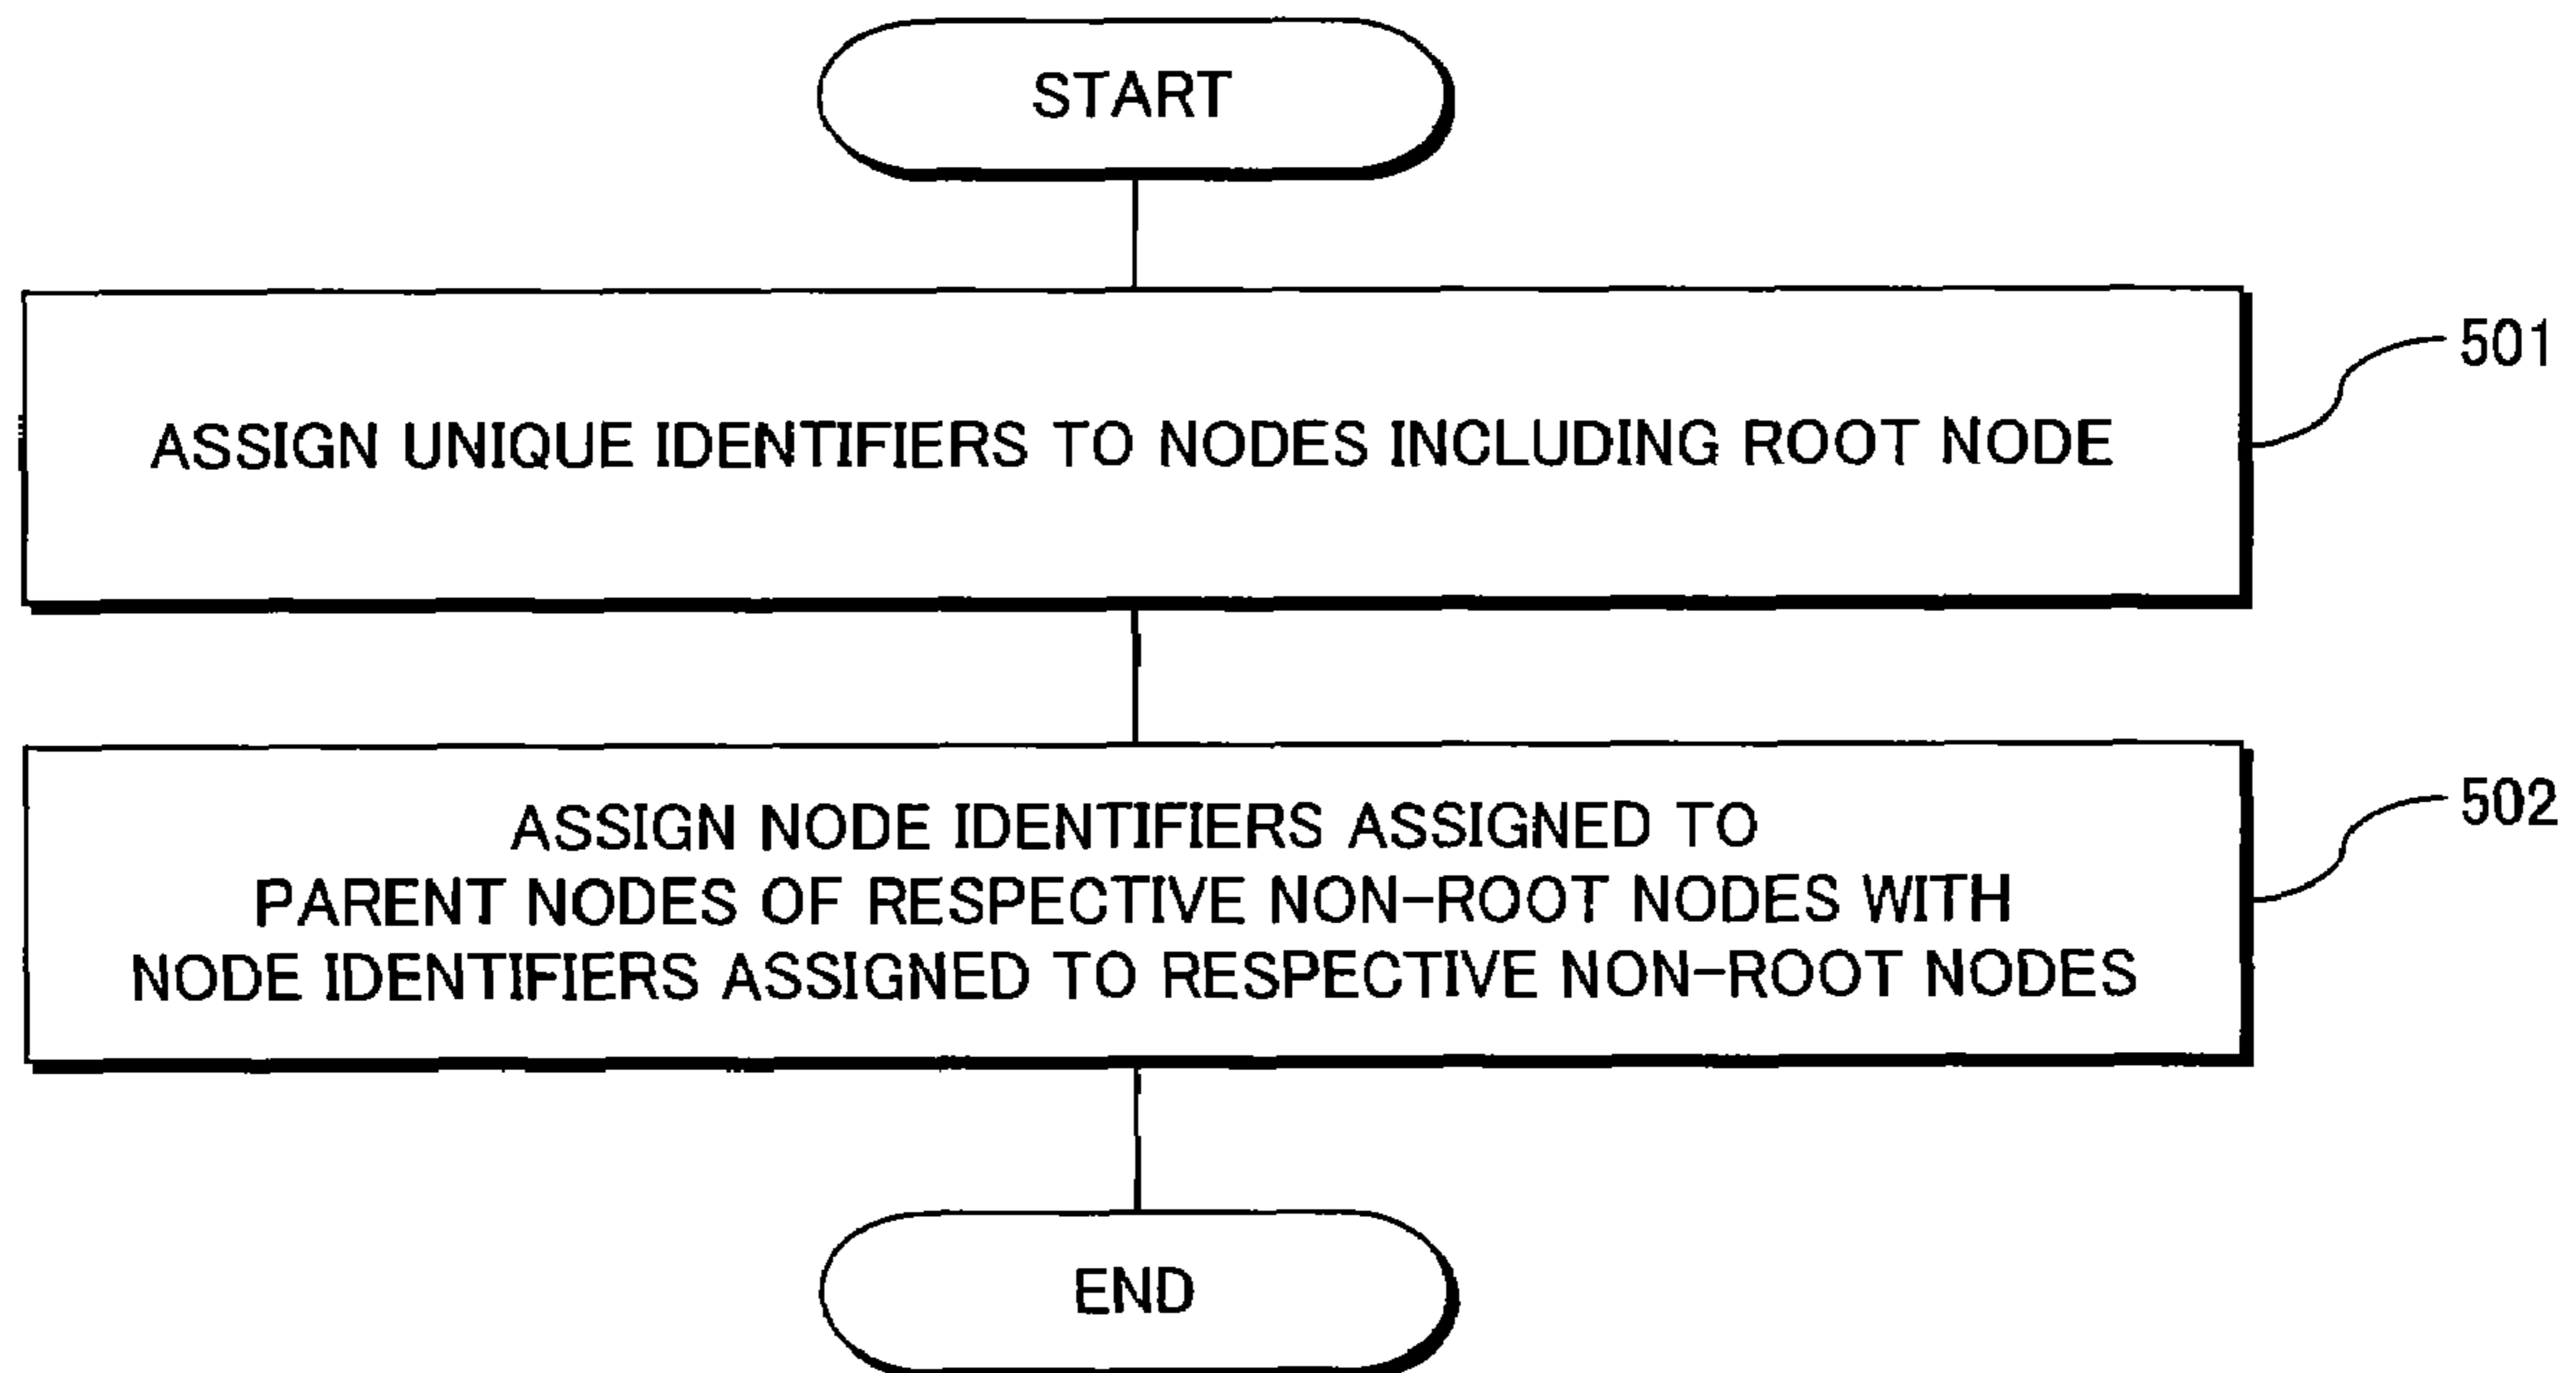 START
ASSIGN UNIQUE IDENTIFIERS TO NODES INCLUDING ROOT NODE
501
ASSIGN NODE IDENTIFIERS ASSIGNED TO
PARENT NODES OF RESPECTIVE NON-ROOT NODES WITH
NODE IDENTIFIERS ASSIGNED TO RESPECTIVE NON-ROOT NODES
502
END